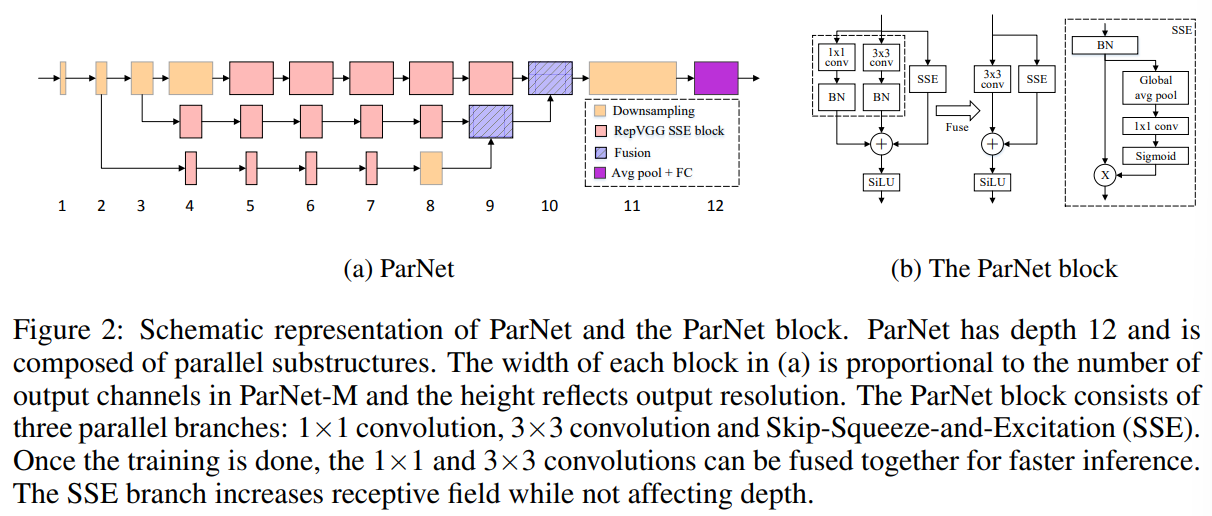 Downsampling
RepVGG SSE block
Fusion
Avg pool + FC
1 2 3 4 5 6 7 8 9 10 11 12
(a) ParNet
1x1
conv
3x3
conv
SSE
BN
BN
+
SiLU
Fuse
3x3
conv
SSE
+
SiLU
SSE
BN
Global
avg pool
1x1 conv
Sigmoid
X
(b) The ParNet block
Figure 2: Schematic representation of ParNet and the ParNet block. ParNet has depth 12 and is
composed of parallel substructures. The width of each block in (a) is proportional to the number of
output channels in ParNet-M and the height reflects output resolution. The ParNet block consists of
three parallel branches: 1×1 convolution, 3×3 convolution and Skip-Squeeze-and-Excitation (SSE).
Once the training is done, the 1×1 and 3×3 convolutions can be fused together for faster inference.
The SSE branch increases receptive field while not affecting depth.